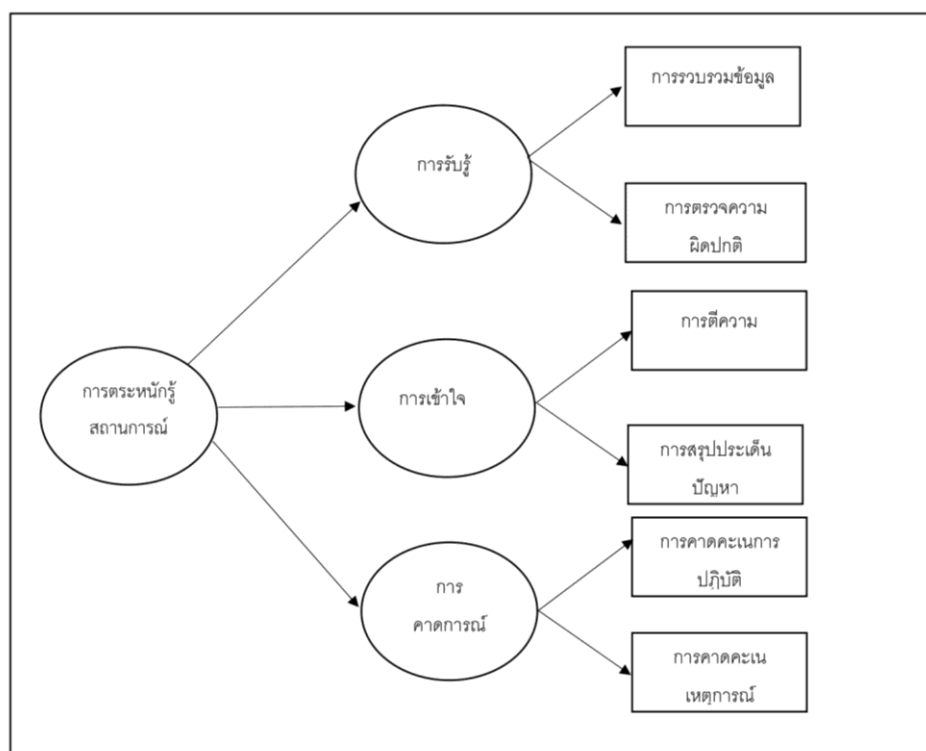 การรวบรวมข้อมูล
การรับรู้
การตรวจความ
ผิดปกติ
การตีความ
การตระหนักรู้
สถานการณ์
การเข้าใจ
การสรุปประเด็น
ปัญหา
การคาดคะเนการ
ปฏิบัติ
การ
คาดการณ์
การคาดคะเน
เหตุการณ์